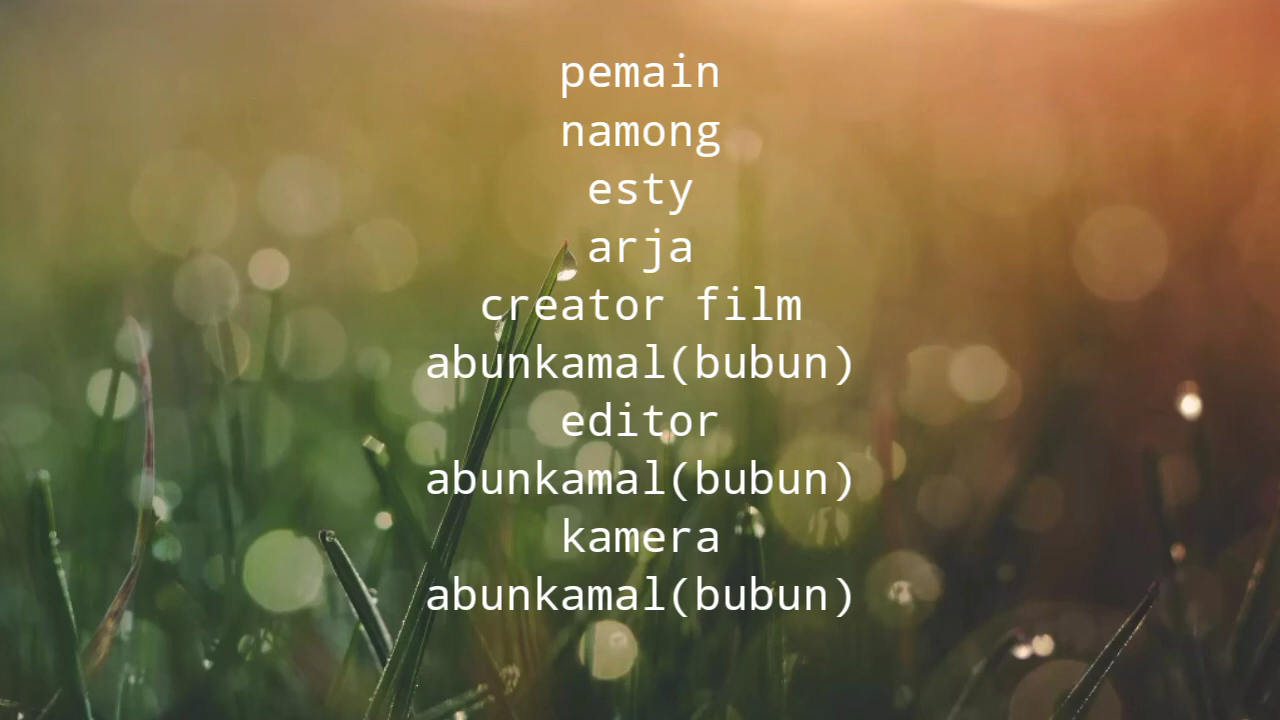 pemain
namong
esty
arja
creator film
abunkamal(bubun)
editor
abunkamal(bubun)
kamera
abunkamal(bubun)